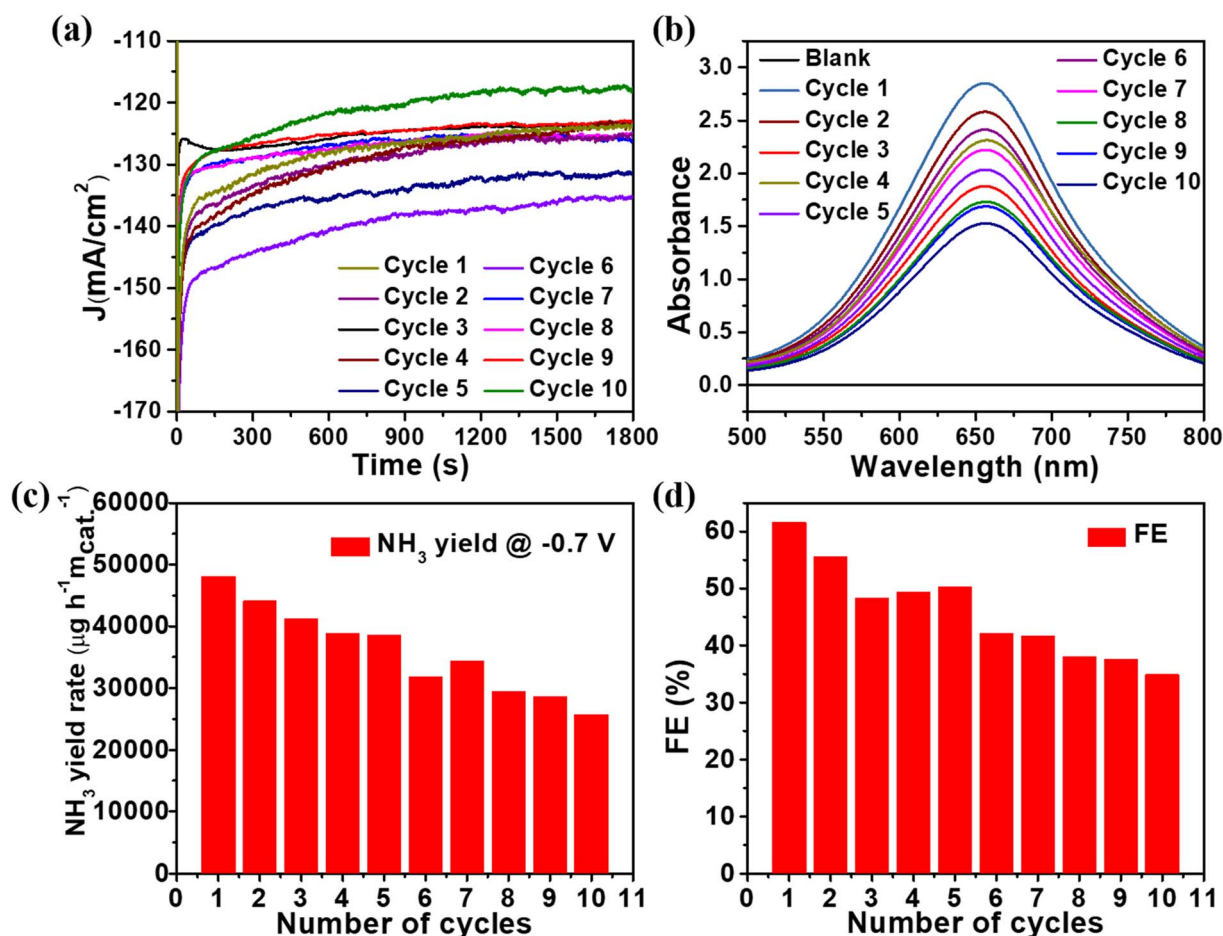 (a)
-110
-120
-130
-140
-150
-160
-170
J(mA/cm²)
Cycle 1
Cycle 2
Cycle 3
Cycle 4
Cycle 5
Cycle 6
Cycle 7
Cycle 8
Cycle 9
Cycle 10
0 300 600 900 1200 1500 1800
Time (s)
(b)
3.0
2.5
2.0
1.5
1.0
0.5
0.0
Absorbance
Blank
Cycle 1
Cycle 2
Cycle 3
Cycle 4
Cycle 5
Cycle 6
Cycle 7
Cycle 8
Cycle 9
Cycle 10
500 550 600 650 700 750 800
Wavelength (nm)
(c)
60000
50000
40000
30000
20000
10000
0
NH₃ yield rate (μg h⁻¹m_cat.⁻¹)
NH₃ yield @ -0.7 V
0 1 2 3 4 5 6 7 8 9 10 11
Number of cycles
(d)
60
55
50
45
40
35
30
0
FE (%)
FE
0 1 2 3 4 5 6 7 8 9 10 11
Number of cycles